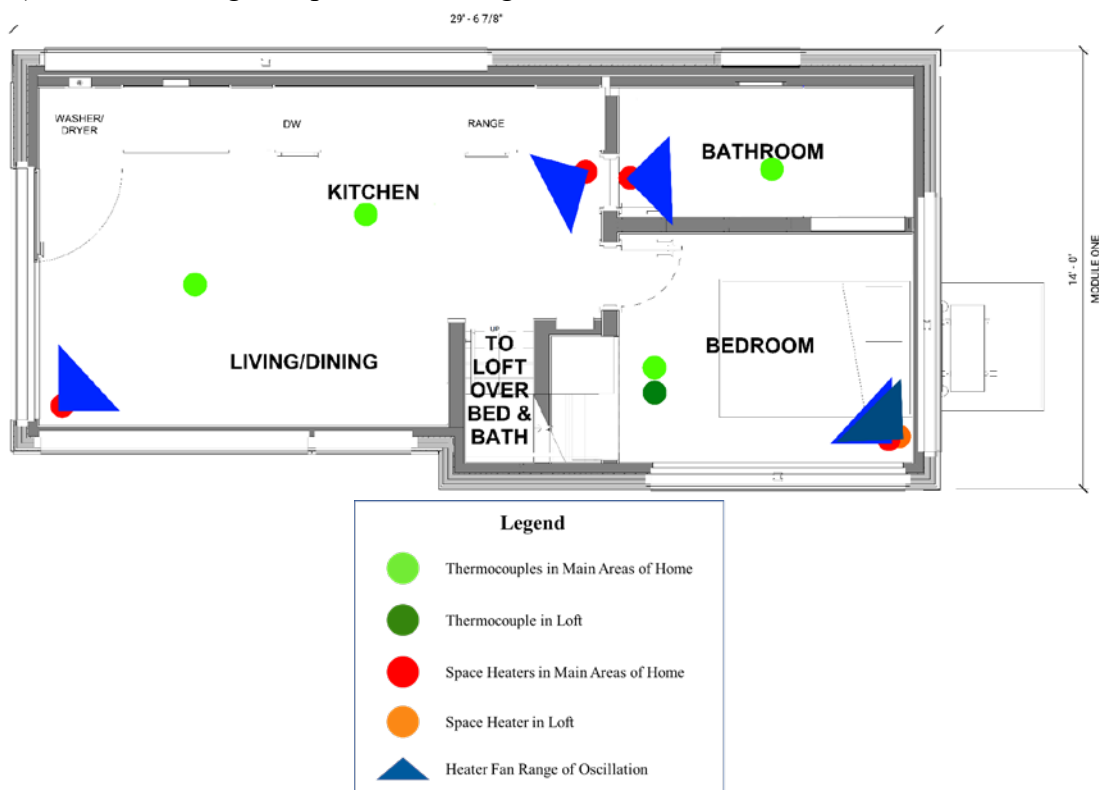 29' - 6 7/8"
WASHER/
DRYER
DW
RANGE
BATHROOM
KITCHEN
14' - 0"
MODULE ONE
UP
TO
LOFT
OVER
BED &
BATH
LIVING/DINING
BEDROOM
Legend
Thermocouples in Main Areas of Home
Thermocouple in Loft
Space Heaters in Main Areas of Home
Space Heater in Loft
Heater Fan Range of Oscillation